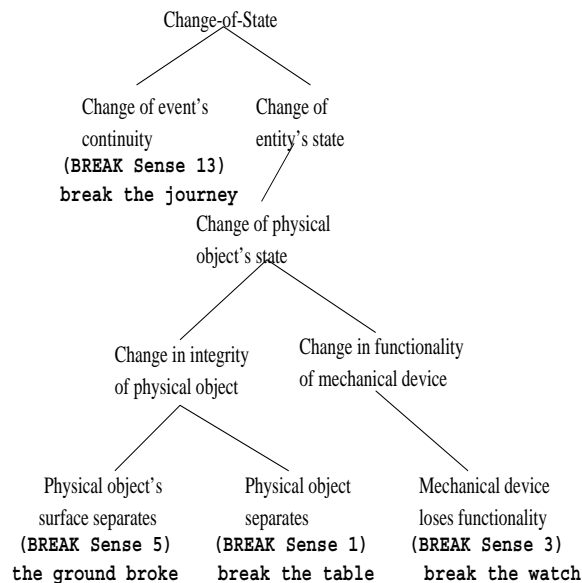 Change-of-State
Change of event's
continuity
(BREAK Sense 13)
break the journey
Change of
entity's state
Change of physical
object's state
Change in integrity
of physical object
Change in functionality
of mechanical device
Physical object's
surface separates
(BREAK Sense 5)
the ground broke
Physical object
separates
(BREAK Sense 1)
break the table
Mechanical device
loses functionality
(BREAK Sense 3)
break the watch